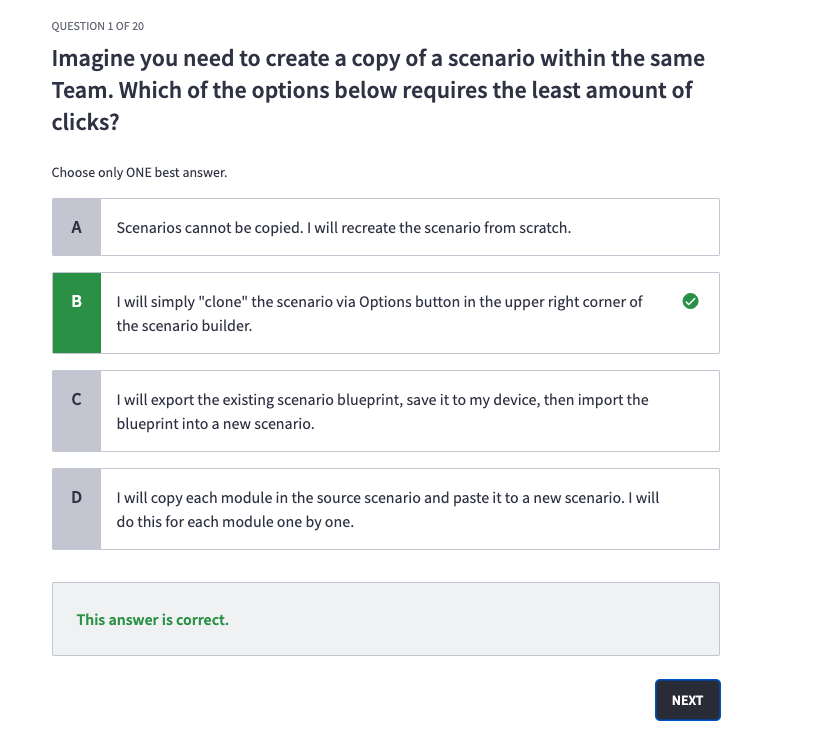 QUESTION 1 OF 20
Imagine you need to create a copy of a scenario within the same
Team. Which of the options below requires the least amount of
clicks?
Choose only ONE best answer.
A
Scenarios cannot be copied. I will recreate the scenario from scratch.
B
I will simply "clone" the scenario via Options button in the upper right corner of
the scenario builder.
C
I will export the existing scenario blueprint, save it to my device, then import the
blueprint into a new scenario.
D
I will copy each module in the source scenario and paste it to a new scenario. I will
do this for each module one by one.
This answer is correct.
NEXT